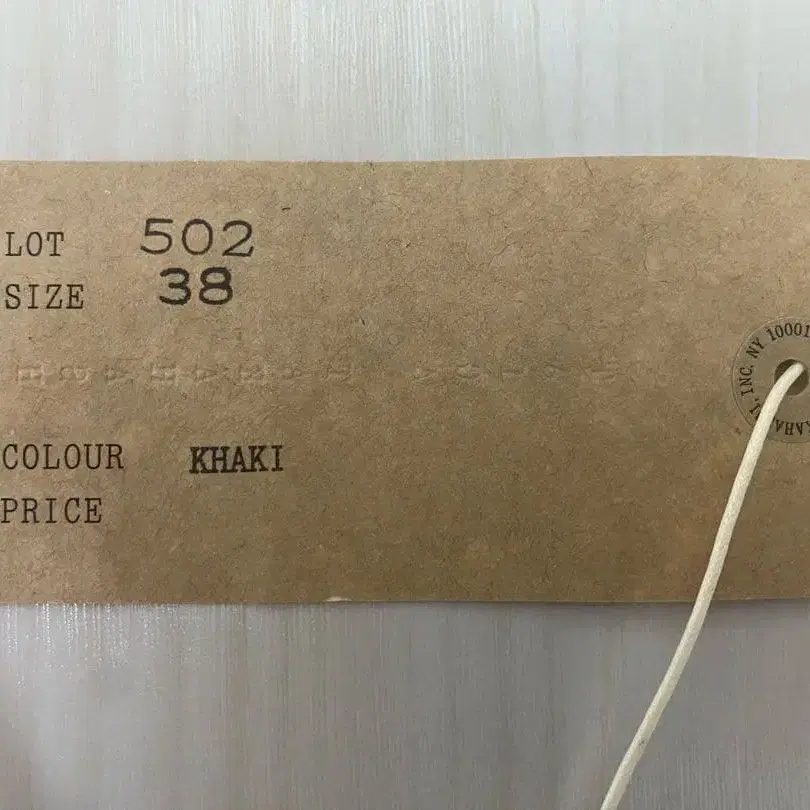 LOT 502
SIZE 38
COLOUR KHAKI
PRICE
INC. NY 10001